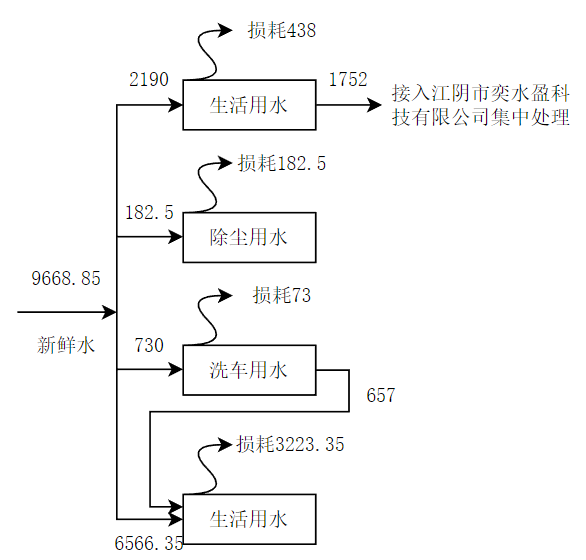 损耗438
2190
1752
生活用水
接入江阴市奕水盈科
技有限公司集中处理
损耗182.5
182.5
除尘用水
9668.85
新鲜水
损耗73
730
洗车用水
657
损耗3223.35
生活用水
6566.35